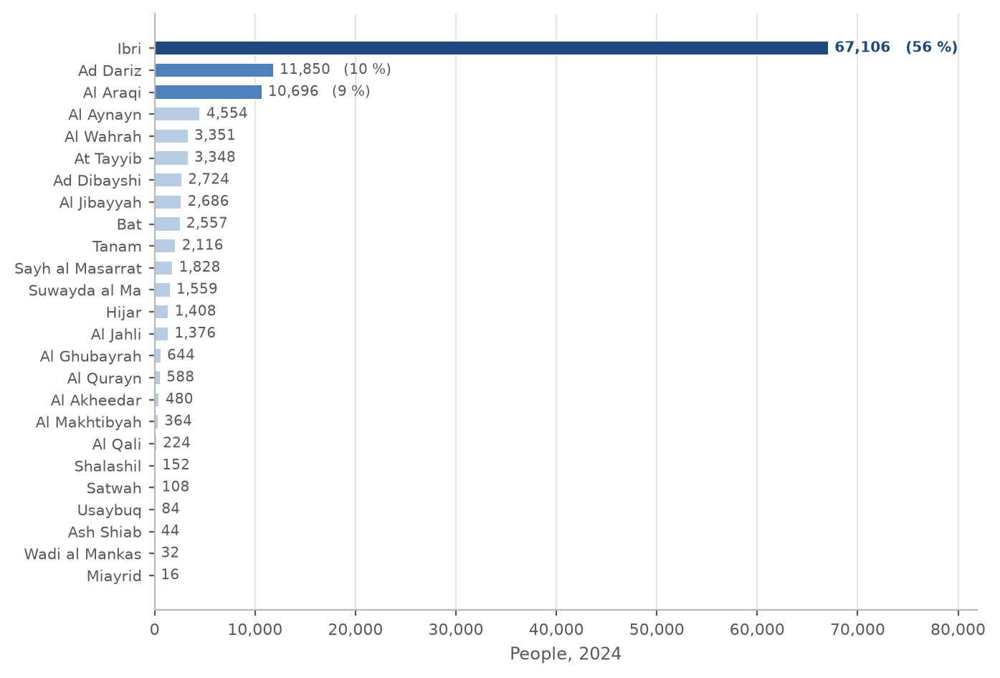 Ibri 67,106 (56 %)
Ad Dariz 11,850 (10 %)
Al Araqi 10,696 (9 %)
Al Aynayn 4,554
Al Wahrah 3,351
At Tayyib 3,348
Ad Dibayshi 2,724
Al Jibayyah 2,686
Bat 2,557
Tanam 2,116
Sayh al Masarrat 1,828
Suwayda al Ma 1,559
Hijar 1,408
Al Jahli 1,376
Al Ghubayrah 644
Al Qurayn 588
Al Akheedar 480
Al Makhtibyah 364
Al Qali 224
Shalashil 152
Satwah 108
Usaybuq 84
Ash Shiab 44
Wadi al Mankas 32
Miayrid 16
0 10,000 20,000 30,000 40,000 50,000 60,000 70,000 80,000
People, 2024